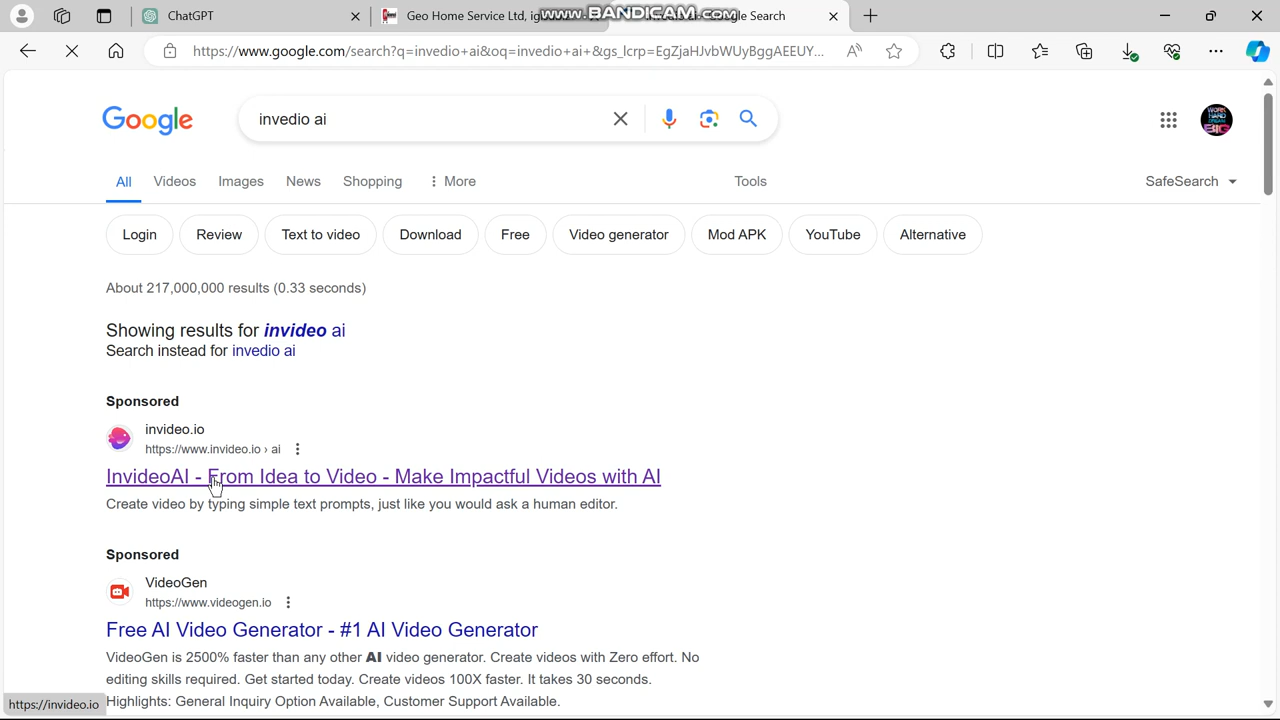 ChatGPT
Geo Home Service Ltd, ig
Google Search
www.BANDICAM.com
https://www.google.com/search?q=invedio+ai&oq=invedio+ai+&gs_lcrp=EgZjaHJvbWUyBggAEEUY...
Google
invedio ai
WORK HARD DREAM BIG
All
Videos
Images
News
Shopping
More
Tools
SafeSearch
Login
Review
Text to video
Download
Free
Video generator
Mod APK
YouTube
Alternative
About 217,000,000 results (0.33 seconds)
Showing results for invideo ai
Search instead for invedio ai
Sponsored
invideo.io
https://www.invideo.io › ai
InvideoAI - From Idea to Video - Make Impactful Videos with AI
Create video by typing simple text prompts, just like you would ask a human editor.
Sponsored
VideoGen
https://www.videogen.io
Free AI Video Generator - #1 AI Video Generator
VideoGen is 2500% faster than any other AI video generator. Create videos with Zero effort. No
editing skills required. Get started today. Create videos 100X faster. It takes 30 seconds.
Highlights: General Inquiry Option Available, Customer Support Available.
https://invideo.io